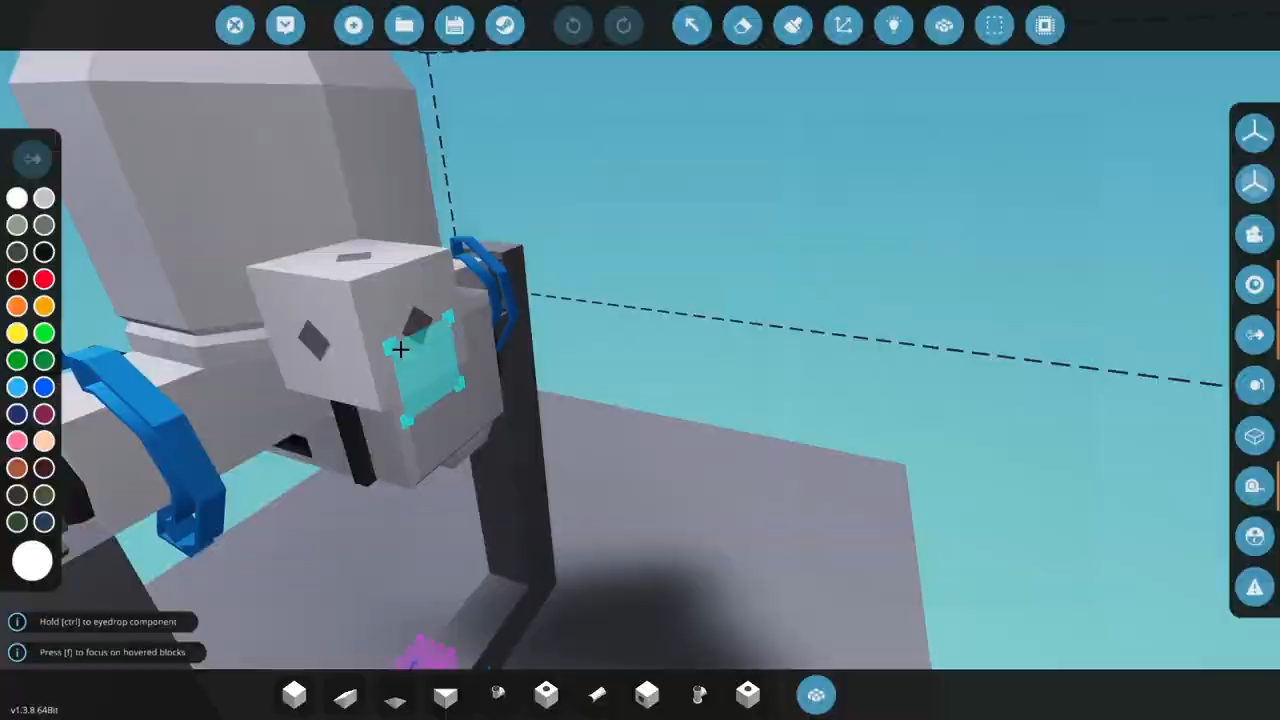 Hold [ctrl] to eyedrop component
Press [f] to focus on hovered blocks
v1.3.8 64Bit